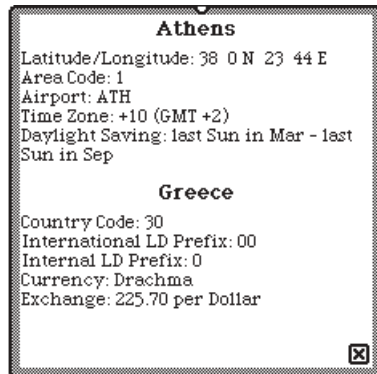 Athens
Latitude/Longitude: 38 0 N 23 44 E
Area Code: 1
Airport: ATH
Time Zone: +10 (GMT +2)
Daylight Saving: last Sun in Mar - last
Sun in Sep
Greece
Country Code: 30
International LD Prefix: 00
Internal LD Prefix: 0
Currency: Drachma
Exchange: 225.70 per Dollar